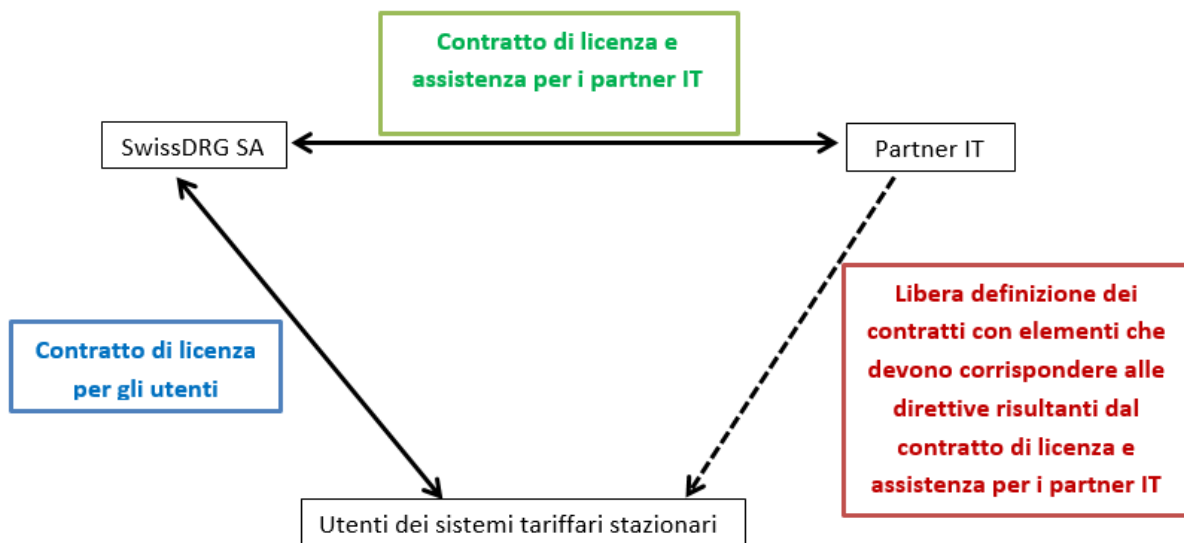 Contratto di licenza e
assistenza per i partner IT
SwissDRG SA
Partner IT
Contratto di licenza
per gli utenti
Libera definizione dei
contratti con elementi che
devono corrispondere alle
direttive risultanti dal
contratto di licenza e
assistenza per i partner IT
Utenti dei sistemi tariffari stazionari